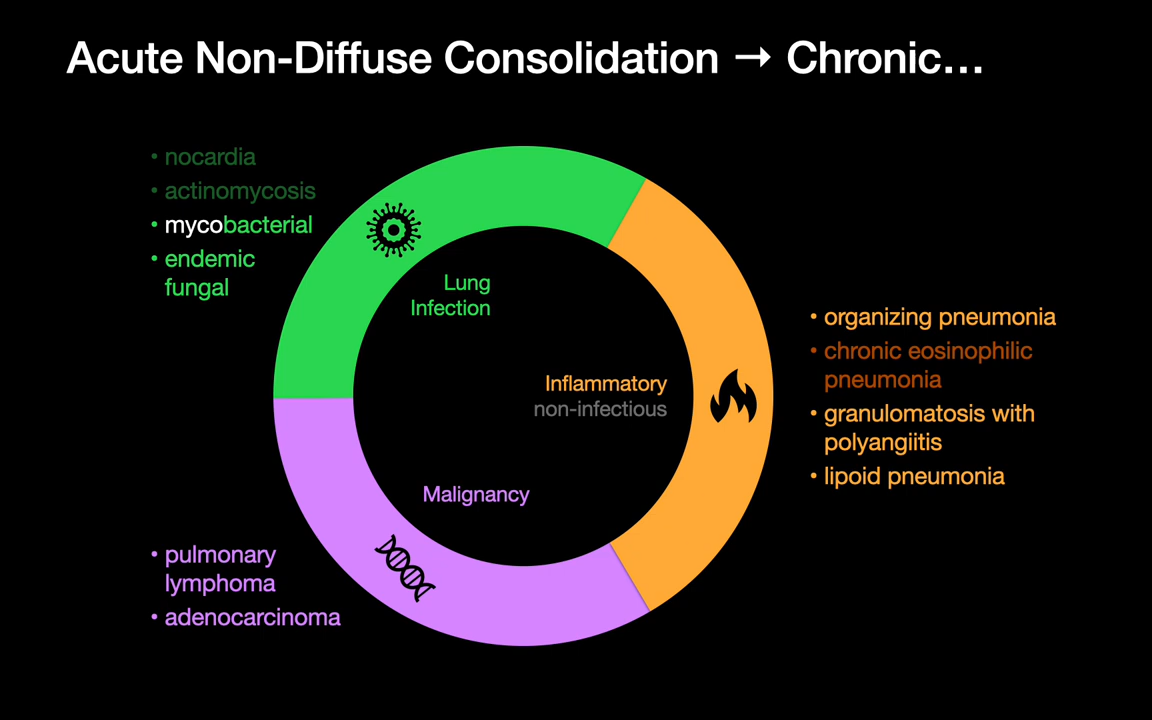 Acute Non-Diffuse Consolidation → Chronic…
• nocardia
• actinomycosis
• mycobacterial
• endemic
fungal
Lung
Infection
• organizing pneumonia
• chronic eosinophilic
pneumonia
• granulomatosis with
polyangiitis
• lipoid pneumonia
Inflammatory
non-infectious
Malignancy
• pulmonary
lymphoma
• adenocarcinoma